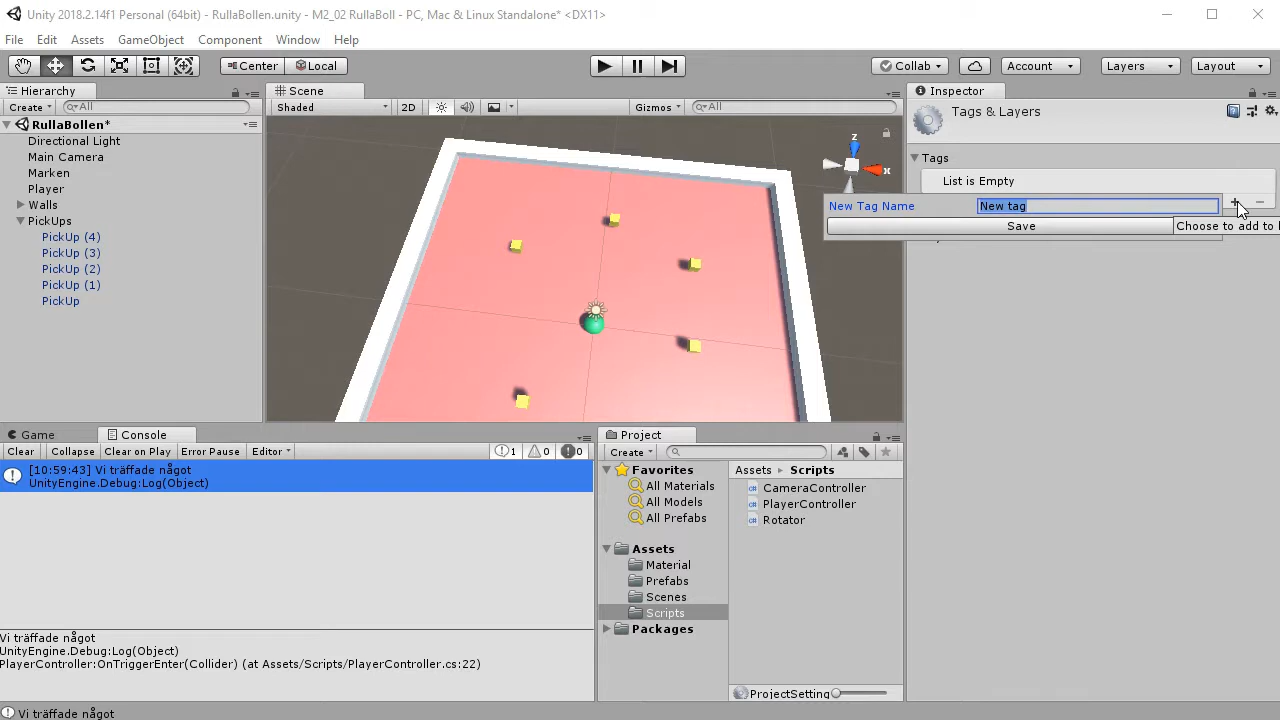 Unity 2018.2.14f1 Personal (64bit) - RullaBollen.unity - M2_02 RullaBoll - PC, Mac & Linux Standalone* <DX11>
File Edit Assets GameObject Component Window Help
Center Local Collab Account Layers Layout
Hierarchy
Create All
RullaBollen*
Directional Light
Main Camera
Marken
Player
Walls
PickUps
PickUp (4)
PickUp (3)
PickUp (2)
PickUp (1)
PickUp
Scene
Shaded 2D Gizmos All
z
x
Inspector
Tags & Layers
Tags
List is Empty
New Tag Name New tag
Save
Choose to add to
Game Console
Clear Collapse Clear on Play Error Pause Editor 1 0 0
[10:59:43] Vi träffade något
UnityEngine.Debug:Log(Object)
Vi träffade något
UnityEngine.Debug:Log(Object)
PlayerController:OnTriggerEnter(Collider) (at Assets/Scripts/PlayerController.cs:22)
Vi träffade något
Project
Create
Favorites
All Materials
All Models
All Prefabs
Assets
Material
Prefabs
Scenes
Scripts
Packages
Assets Scripts
CameraController
PlayerController
Rotator
ProjectSetting